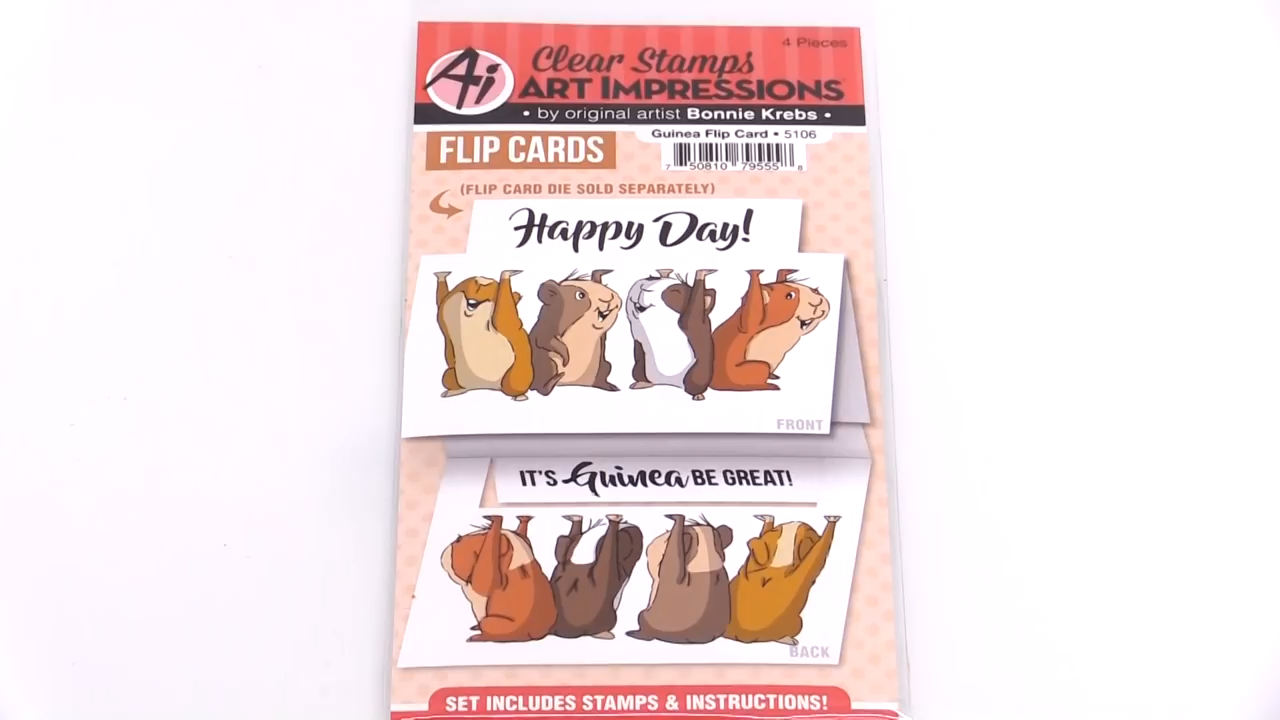 4 Pieces
Ai
Clear Stamps
ART IMPRESSIONS
• by original artist Bonnie Krebs •
Guinea Flip Card • 5106
FLIP CARDS
7 50810 79555 8
(FLIP CARD DIE SOLD SEPARATELY)
Happy Day!
FRONT
IT'S Guinea BE GREAT!
BACK
SET INCLUDES STAMPS & INSTRUCTIONS!